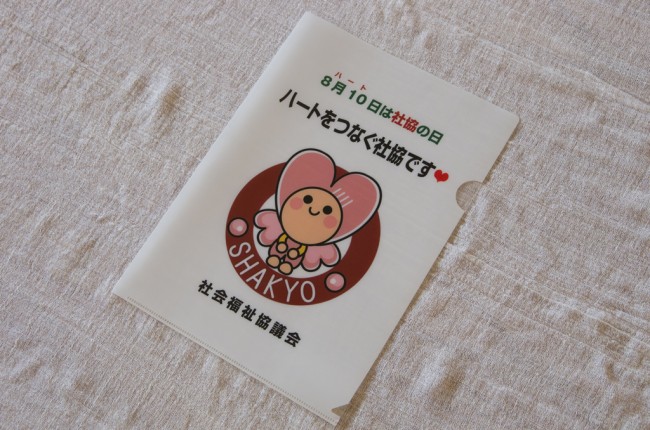 ハート
8月10日は社協の日
ハートをつなぐ社協です♥
SHAKYO
社会福祉協議会